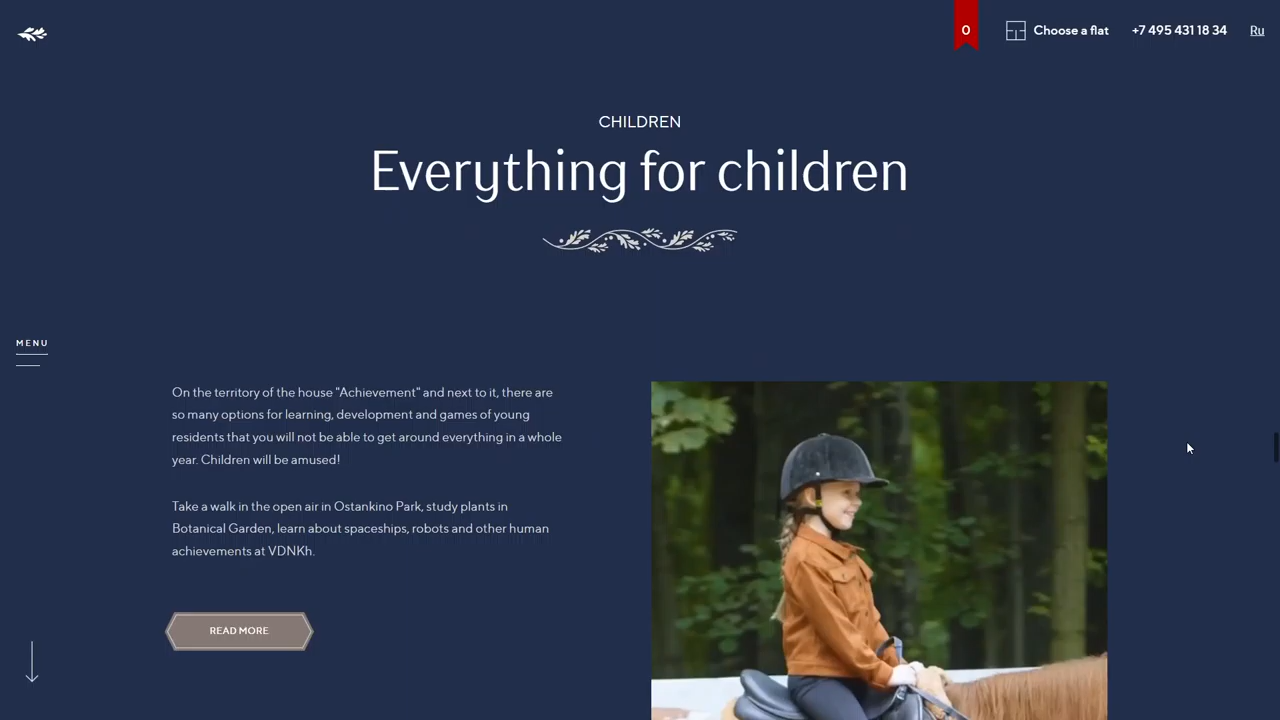 0
Choose a flat
+7 495 431 18 34
Ru
CHILDREN
Everything for children
MENU
On the territory of the house "Achievement" and next to it, there are
so many options for learning, development and games of young
residents that you will not be able to get around everything in a whole
year. Children will be amused!
Take a walk in the open air in Ostankino Park, study plants in
Botanical Garden, learn about spaceships, robots and other human
achievements at VDNKh.
READ MORE